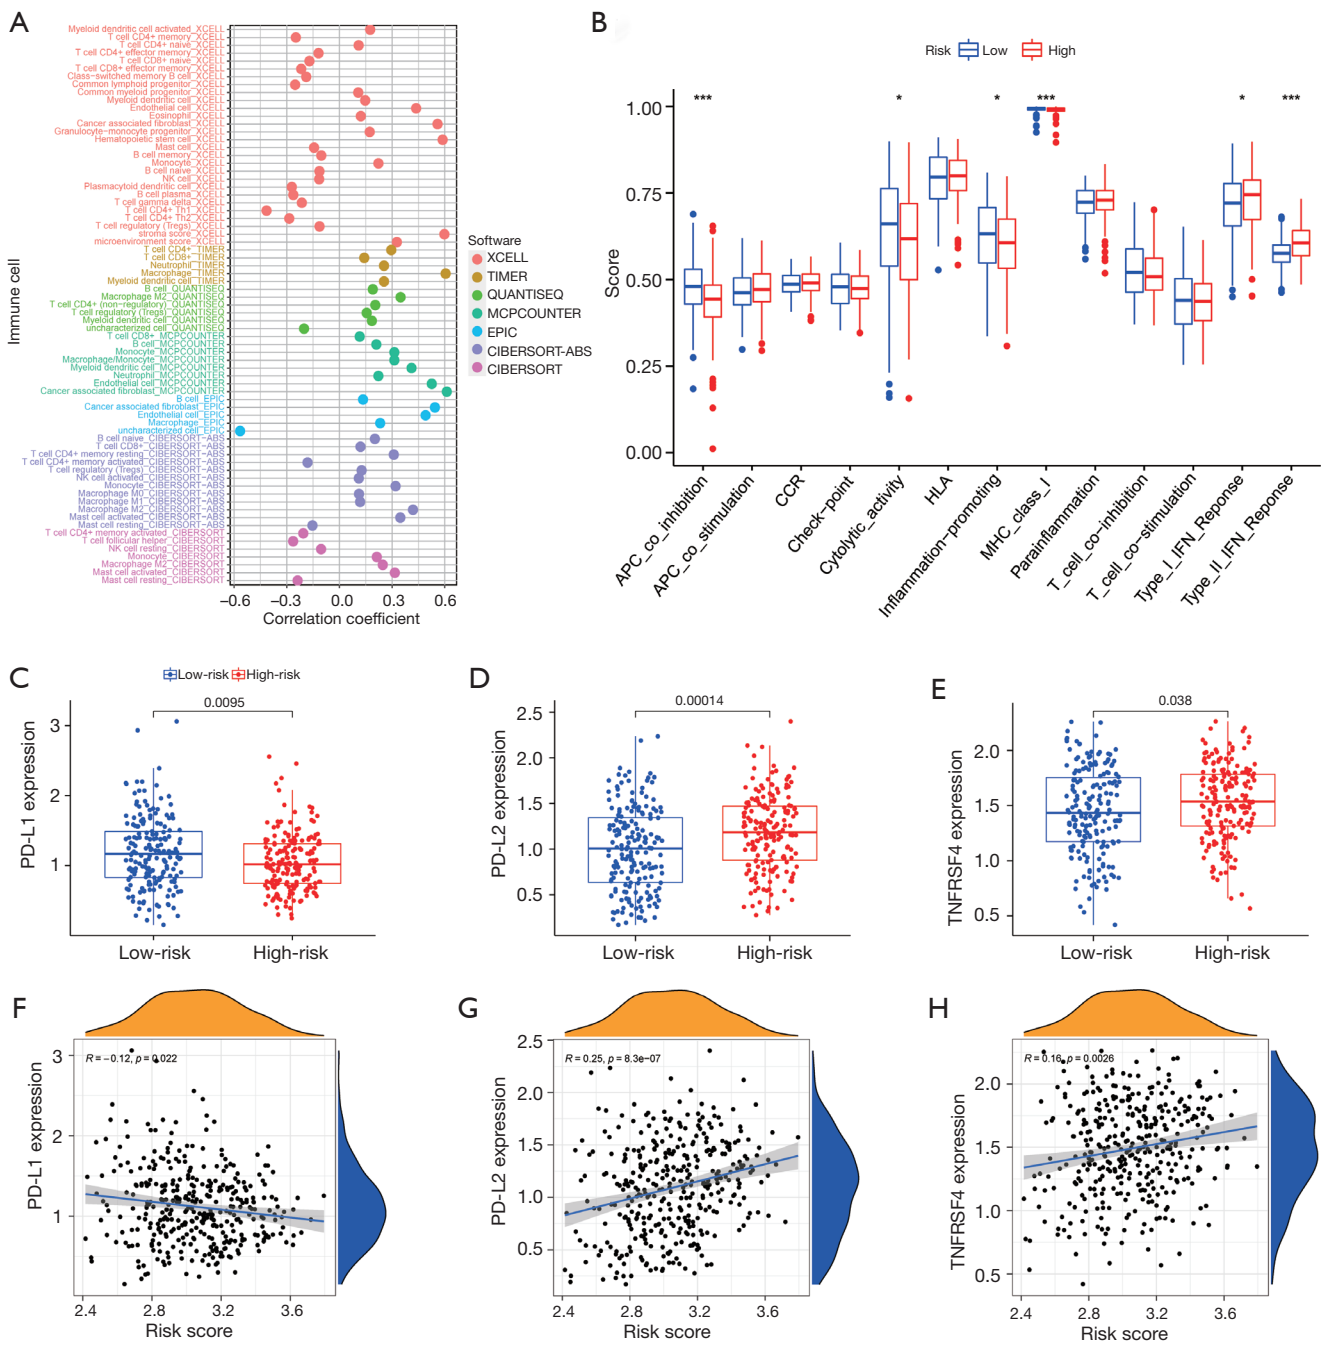 A
Myeloid dendritic cell activated_XCELL
T cell CD4+ memory_XCELL
T cell CD4+ naive_XCELL
T cell CD4+ effector memory_XCELL
T cell CD8+ naive_XCELL
T cell CD8+ effector memory_XCELL
Class-switched memory B cell_XCELL
Common lymphoid progenitor_XCELL
Common myeloid progenitor_XCELL
Myeloid dendritic cell_XCELL
Endothelial cell_XCELL
Eosinophil_XCELL
Cancer associated fibroblast_XCELL
Granulocyte-monocyte progenitor_XCELL
Hematopoietic stem cell_XCELL
Mast cell_XCELL
B cell memory_XCELL
Monocyte_XCELL
B cell naive_XCELL
NK cell_XCELL
Plasmacytoid dendritic cell_XCELL
B cell plasma_XCELL
T cell gamma delta_XCELL
T cell CD4+ Th1_XCELL
T cell CD4+ Th2_XCELL
T cell regulatory (Tregs)_XCELL
stroma score_XCELL
microenvironment score_XCELL
T cell CD4+_TIMER
T cell CD8+_TIMER
Neutrophil_TIMER
Macrophage_TIMER
Myeloid dendritic cell_TIMER
B cell_QUANTISEQ
Macrophage M2_QUANTISEQ
T cell CD4+ (non-regulatory)_QUANTISEQ
T cell regulatory (Tregs)_QUANTISEQ
Myeloid dendritic cell_QUANTISEQ
uncharacterized cell_QUANTISEQ
T cell CD8+_MCPCOUNTER
B cell_MCPCOUNTER
Monocyte_MCPCOUNTER
Macrophage/Monocyte_MCPCOUNTER
Myeloid dendritic cell_MCPCOUNTER
Neutrophil_MCPCOUNTER
Endothelial cell_MCPCOUNTER
Cancer associated fibroblast_MCPCOUNTER
B cell_EPIC
Cancer associated fibroblast_EPIC
Endothelial cell_EPIC
Macrophage_EPIC
uncharacterized cell_EPIC
B cell naive_CIBERSORT-ABS
T cell CD8+_CIBERSORT-ABS
T cell CD4+ memory resting_CIBERSORT-ABS
T cell CD4+ memory activated_CIBERSORT-ABS
T cell regulatory (Tregs)_CIBERSORT-ABS
NK cell activated_CIBERSORT-ABS
Monocyte_CIBERSORT-ABS
Macrophage M0_CIBERSORT-ABS
Macrophage M1_CIBERSORT-ABS
Macrophage M2_CIBERSORT-ABS
Mast cell activated_CIBERSORT-ABS
Mast cell resting_CIBERSORT-ABS
T cell CD4+ memory activated_CIBERSORT
T cell follicular helper_CIBERSORT
NK cell resting_CIBERSORT
Monocyte_CIBERSORT
Macrophage M2_CIBERSORT
Mast cell activated_CIBERSORT
Mast cell resting_CIBERSORT
Immune cell
−0.6 −0.3 0.0 0.3 0.6
Correlation coefficient
Software
XCELL
TIMER
QUANTISEQ
MCPCOUNTER
EPIC
CIBERSORT-ABS
CIBERSORT
B
Risk Low High
*** * * *** * ***
1.00
0.75
0.50
0.25
0.00
Score
APC_co_inhibition
APC_co_stimulation
CCR
Check-point
Cytolytic_activity
HLA
Inflammation-promoting
MHC_class_I
Parainflammation
T_cell_co-inhibition
T_cell_co-stimulation
Type_I_IFN_Reponse
Type_II_IFN_Reponse
C
Low-risk High-risk
0.0095
3
2
1
PD-L1 expression
Low-risk High-risk
D
0.00014
2.5
2.0
1.5
1.0
0.5
PD-L2 expression
Low-risk High-risk
E
0.038
2.0
1.5
1.0
0.5
TNFRSF4 expression
Low-risk High-risk
F
R = −0.12, p = 0.022
3
2
1
PD-L1 expression
2.4 2.8 3.2 3.6
Risk score
G
R = 0.25, p = 8.3e−07
2.5
2.0
1.5
1.0
0.5
PD-L2 expression
2.4 2.8 3.2 3.6
Risk score
H
R = 0.16, p = 0.0026
2.0
1.5
1.0
0.5
TNFRSF4 expression
2.4 2.8 3.2 3.6
Risk score